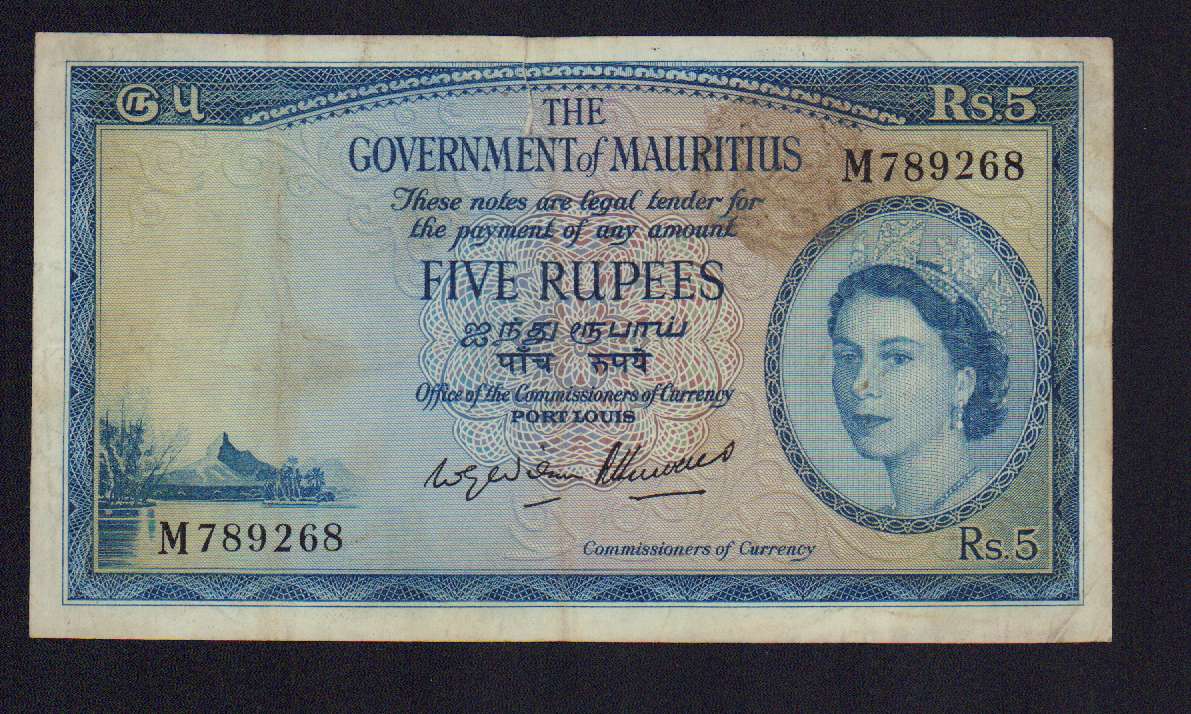 ரூ ௫
Rs.5
THE
GOVERNMENT of MAURITIUS
M789268
These notes are legal tender for
the payment of any amount
FIVE RUPEES
ஐந்து ரூபாய்
पाँच रूपये
Office of the Commissioners of Currency
PORT LOUIS
M789268
Commissioners of Currency
Rs.5